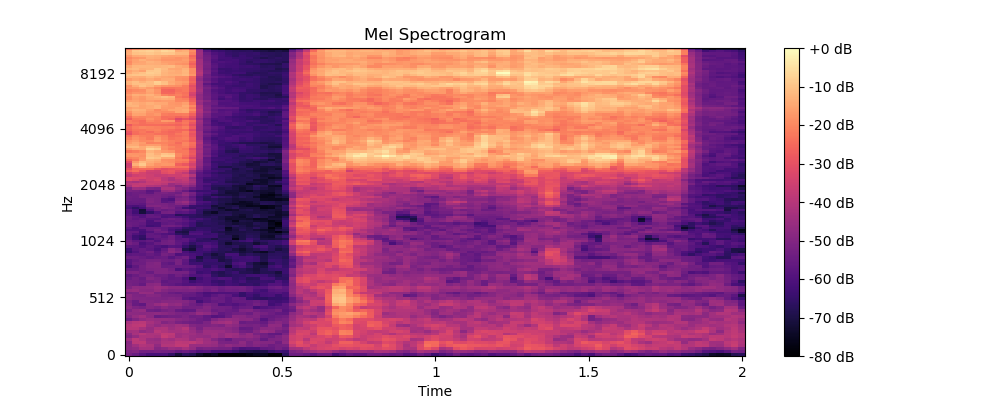 Mel Spectrogram
Hz
8192
4096
2048
1024
512
0
0 0.5 1 1.5 2
Time
+0 dB
-10 dB
-20 dB
-30 dB
-40 dB
-50 dB
-60 dB
-70 dB
-80 dB